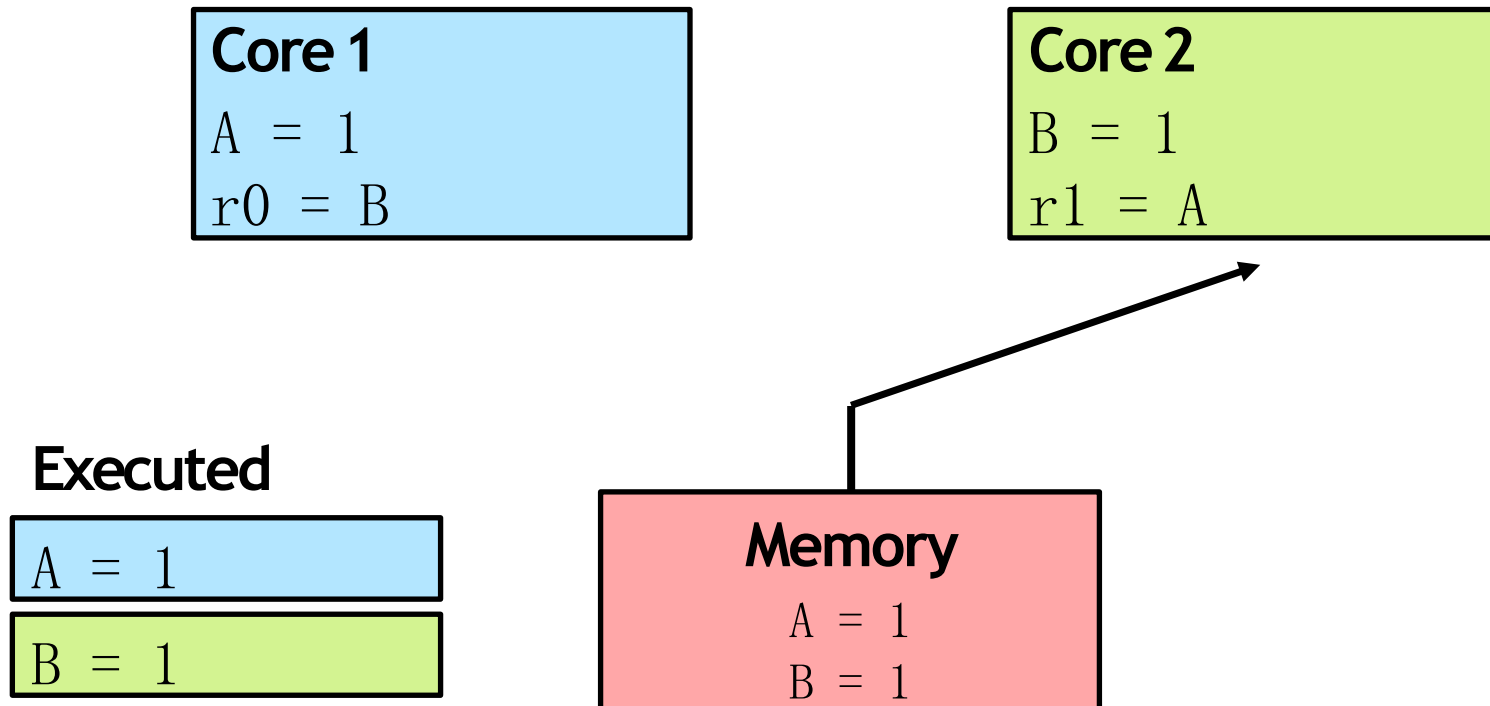 Core 1
A = 1
r0 = B
Core 2
B = 1
r1 = A
Executed
A = 1
B = 1
Memory
A = 1
B = 1